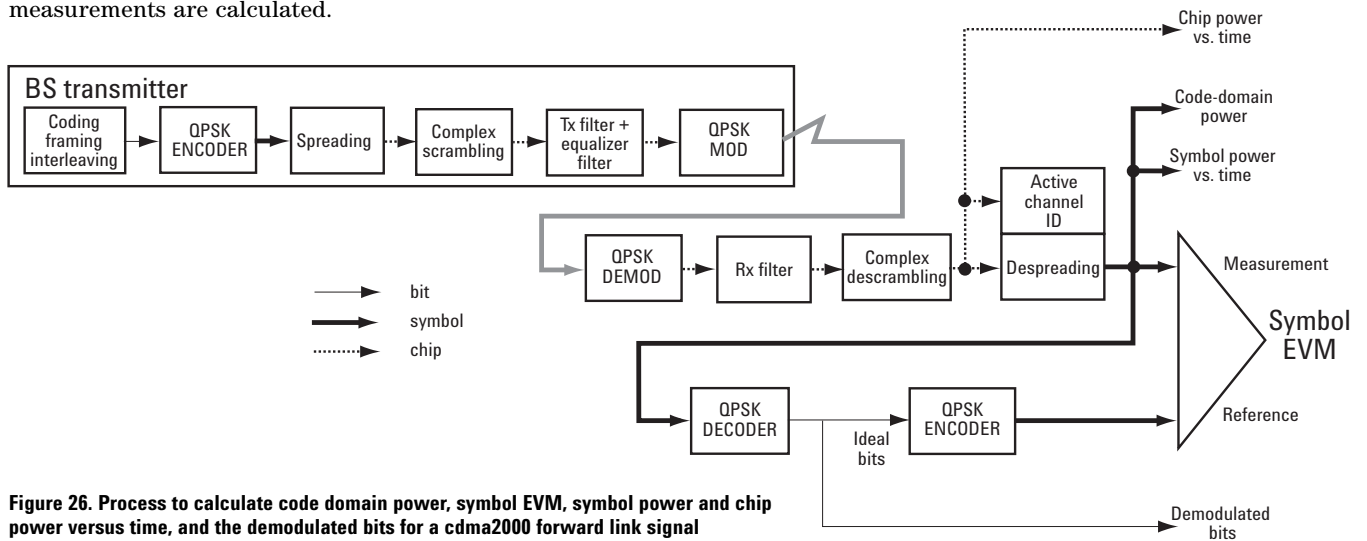 measurements are calculated.
Chip power
vs. time
BS transmitter
Coding
framing
interleaving
QPSK
ENCODER
Spreading
Complex
scrambling
Tx filter +
equalizer
filter
QPSK
MOD
Code-domain
power
Symbol power
vs. time
Active
channel
ID
QPSK
DEMOD
Rx filter
Complex
descrambling
Despreading
Measurement
bit
symbol
chip
Symbol
EVM
QPSK
DECODER
Ideal
bits
QPSK
ENCODER
Reference
Figure 26. Process to calculate code domain power, symbol EVM, symbol power and chip
power versus time, and the demodulated bits for a cdma2000 forward link signal
Demodulated
bits